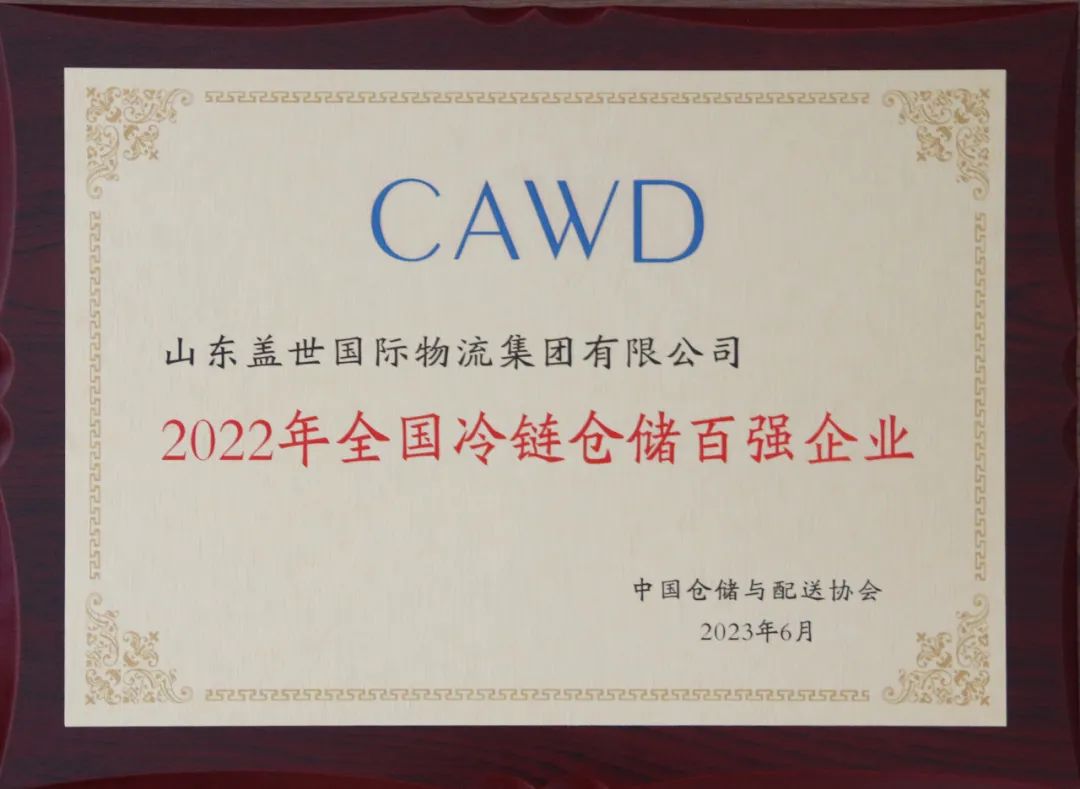 CAWD
山东盖世国际物流集团有限公司
2022年全国冷链仓储百强企业
中国仓储与配送协会
2023年6月